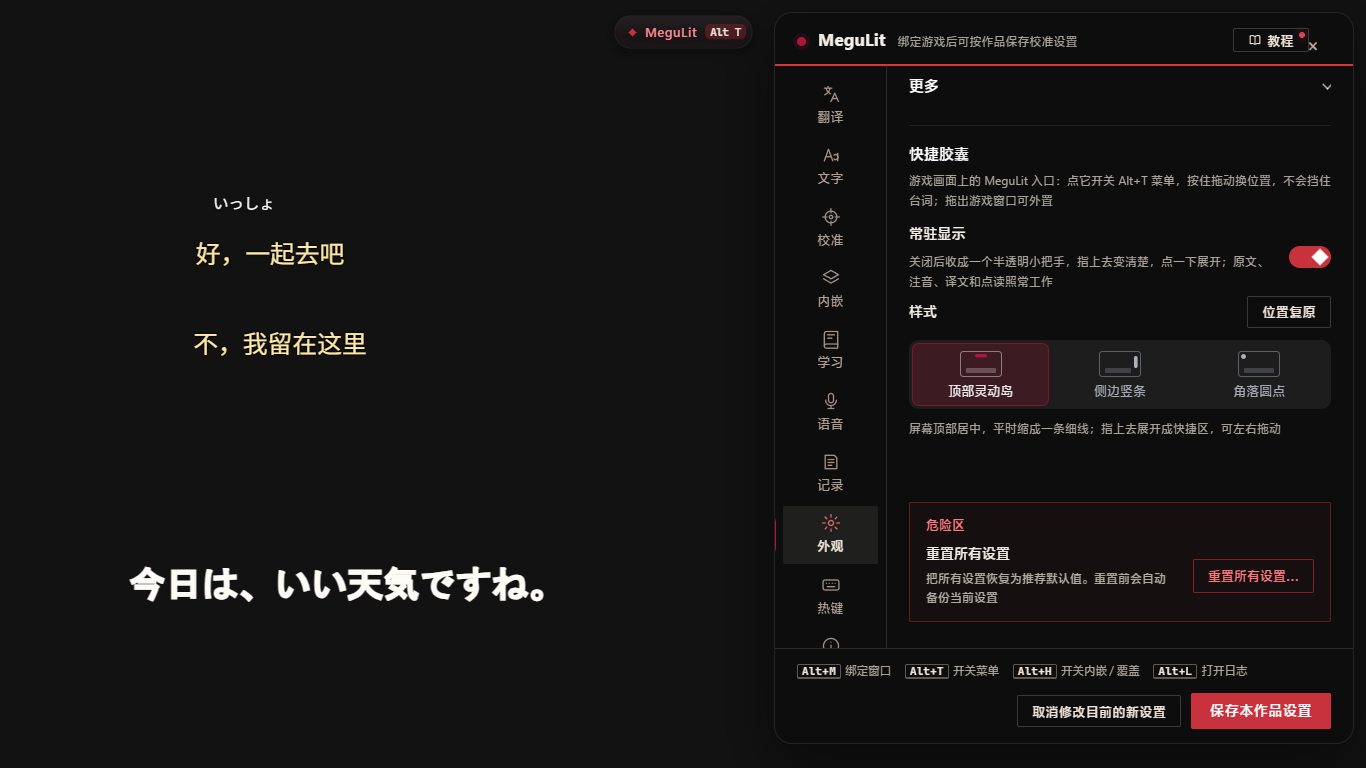 MeguLit Alt T
いっしょ
好，一起去吧
不，我留在这里
今日は、いい天気ですね。
MeguLit 绑定游戏后可按作品保存校准设置 教程 ×
翻译
文字
校准
内嵌
学习
语音
记录
外观
热键
更多
快捷胶囊
游戏画面上的 MeguLit 入口：点它开关 Alt+T 菜单，按住拖动换位置，不会挡住
台词；拖出游戏窗口可外置
常驻显示
关闭后收成一个半透明小把手，指上去变清楚，点一下展开；原文、
注音、译文和点读照常工作
样式 位置复原
顶部灵动岛 侧边竖条 角落圆点
屏幕顶部居中，平时缩成一条细线；指上去展开成快捷区，可左右拖动
危险区
重置所有设置
把所有设置恢复为推荐默认值。重置前会自动
备份当前设置
重置所有设置...
Alt+M 绑定窗口 Alt+T 开关菜单 Alt+H 开关内嵌 / 覆盖 Alt+L 打开日志
取消修改目前的新设置 保存本作品设置